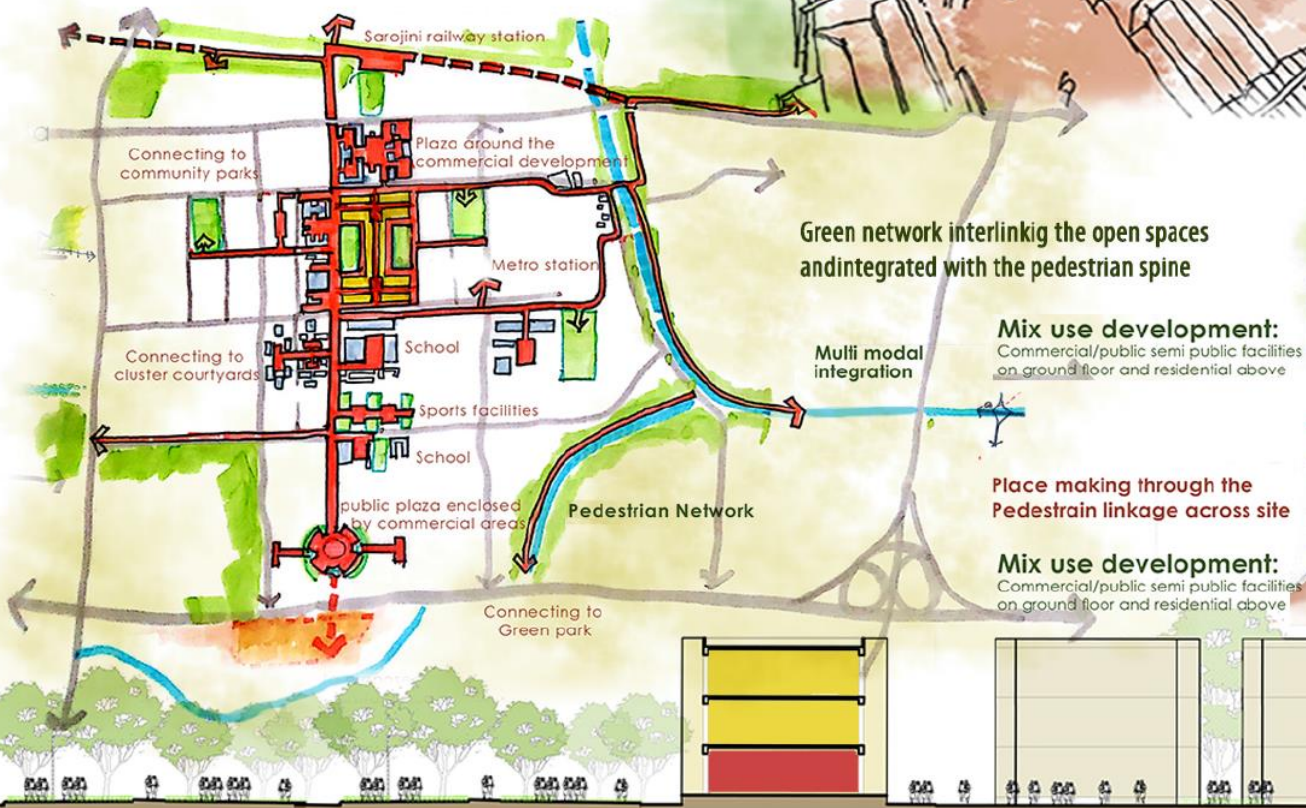 Sarojini railway station
Plaza around the
commercial development
Connecting to
community parks
Green network interlinkig the open spaces
andintegrated with the pedestrian spine
Metro station
Mix use development:
Commercial/public semi public facilities
on ground floor and residential above
School
Connecting to
cluster courtyards
Multi modal
integration
Sports facilities
School
Place making through the
Pedestrain linkage across site
public plaza enclosed
by commercial areas
Pedestrian Network
Mix use development:
Commercial/public semi public facilities
on ground floor and residential above
Connecting to
Green park